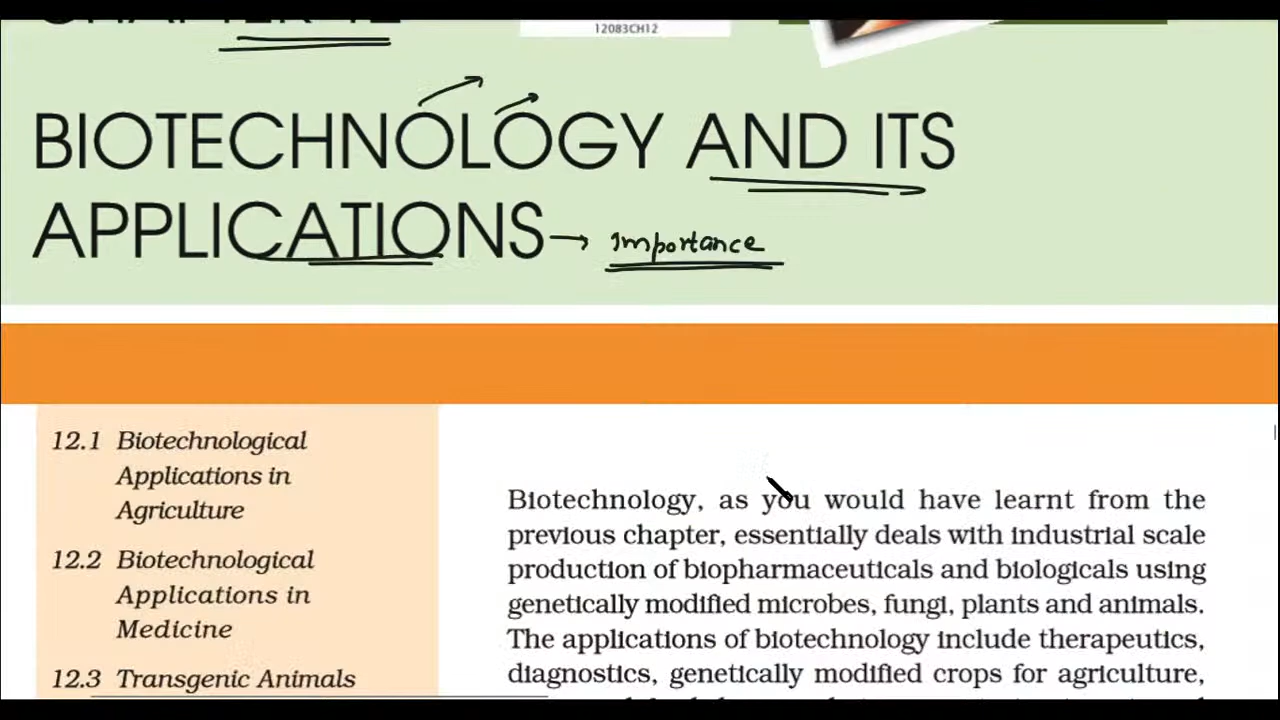 CHAPTER 12
12083CH12
BIOTECHNOLOGY AND ITS
APPLICATIONS → Importance
12.1 Biotechnological
Applications in
Agriculture
12.2 Biotechnological
Applications in
Medicine
12.3 Transgenic Animals
Biotechnology, as you would have learnt from the
previous chapter, essentially deals with industrial scale
production of biopharmaceuticals and biologicals using
genetically modified microbes, fungi, plants and animals.
The applications of biotechnology include therapeutics,
diagnostics, genetically modified crops for agriculture,